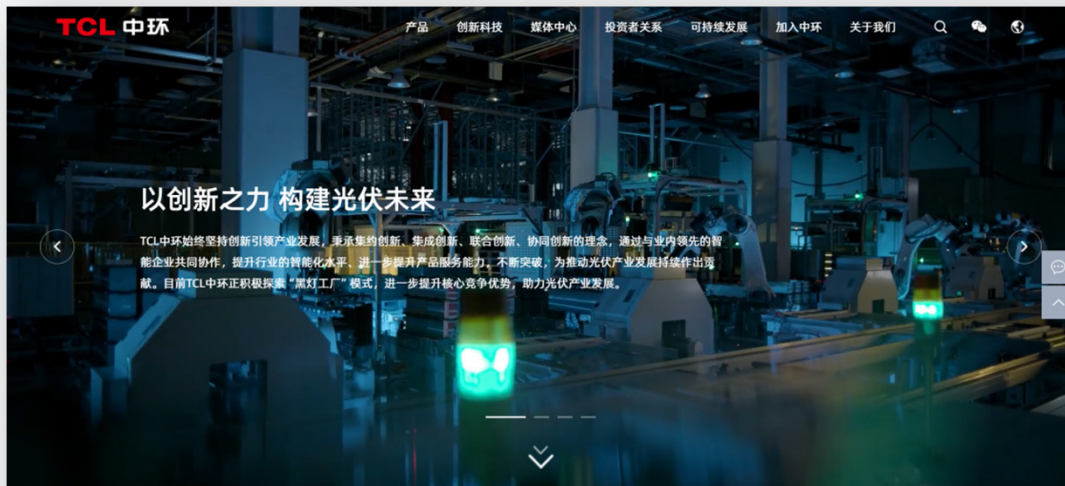 TCL 中环
产品 创新科技 媒体中心 投资者关系 可持续发展 加入中环 关于我们
以创新之力 构建光伏未来
TCL中环始终坚持创新引领产业发展，秉承集约创新、集成创新、联合创新、协同创新的理念，通过与业内领先的智
能企业共同协作，提升行业的智能化水平、进一步提升产品服务能力，不断突破，为推动光伏产业发展持续作出贡
献。目前TCL中环正积极探索“黑灯工厂”模式，进一步提升核心竞争优势，助力光伏产业发展。